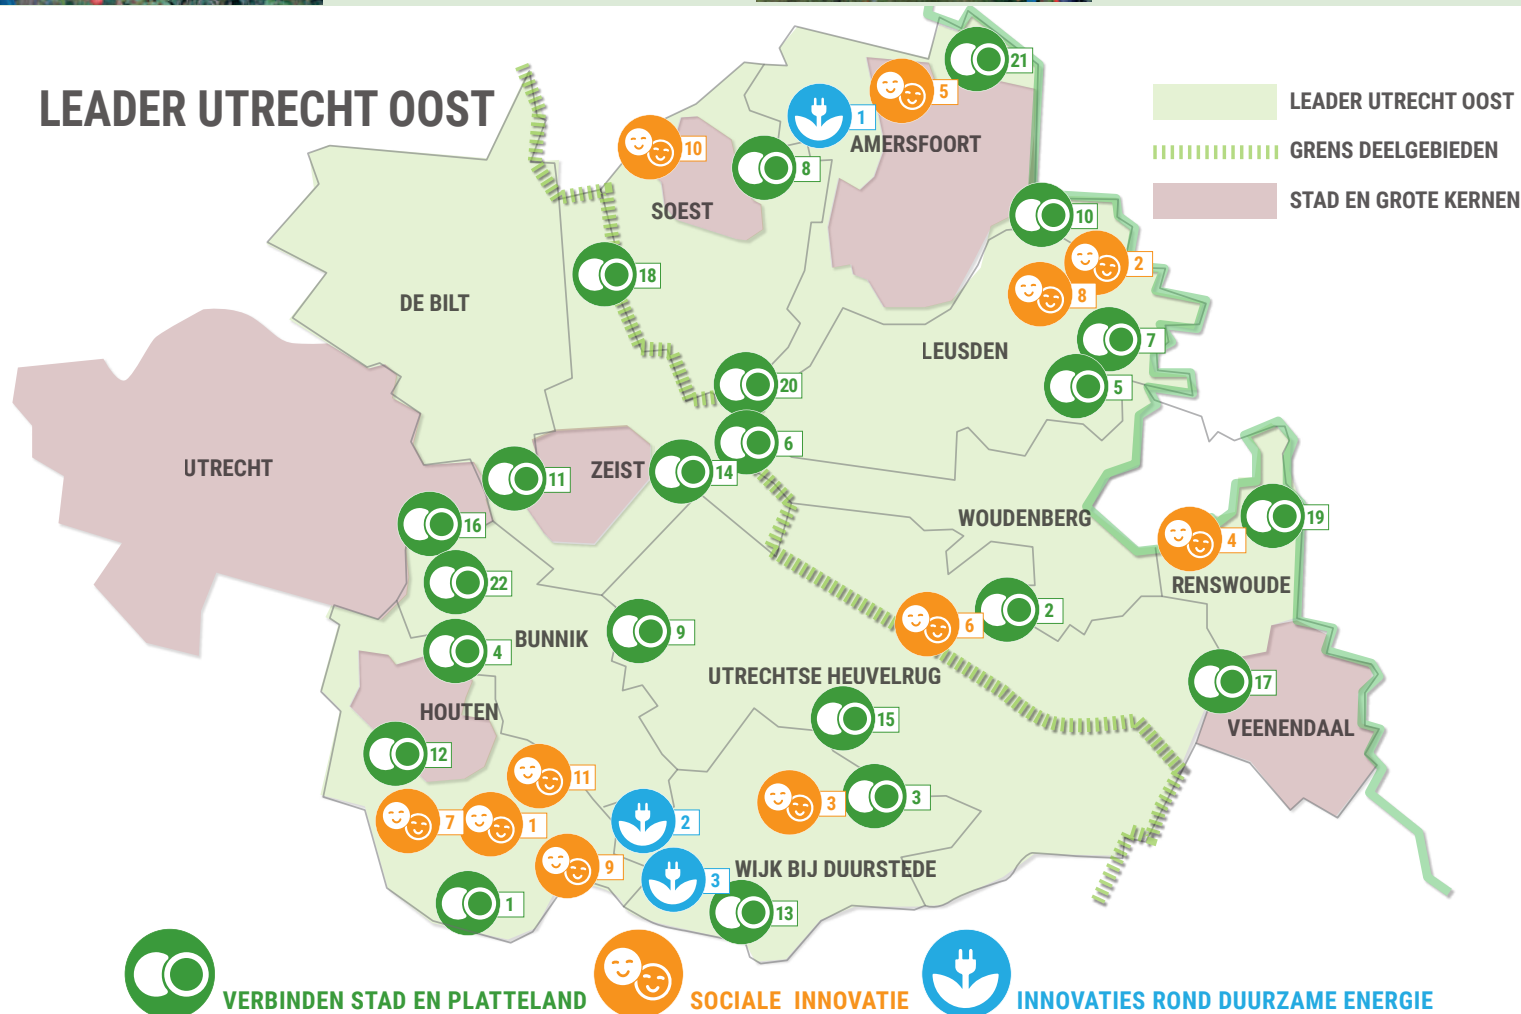 LEADER UTRECHT OOST
LEADER UTRECHT OOST
GRENS DEELGEBIEDEN
STAD EN GROTE KERNEN
21
5
1
AMERSFOORT
10
8
SOEST
10
2
18
8
DE BILT
7
LEUSDEN
20
5
6
UTRECHT
11
ZEIST
14
16
WOUDENBERG
19
4
22
RENSWOUDE
2
6
9
BUNNIK
4
UTRECHTSE HEUVELRUG
17
HOUTEN
15
VEENENDAAL
12
11
3
3
7
1
2
9
WIJK BIJ DUURSTEDE
3
1
13
VERBINDEN STAD EN PLATTELAND
SOCIALE INNOVATIE
INNOVATIES ROND DUURZAME ENERGIE